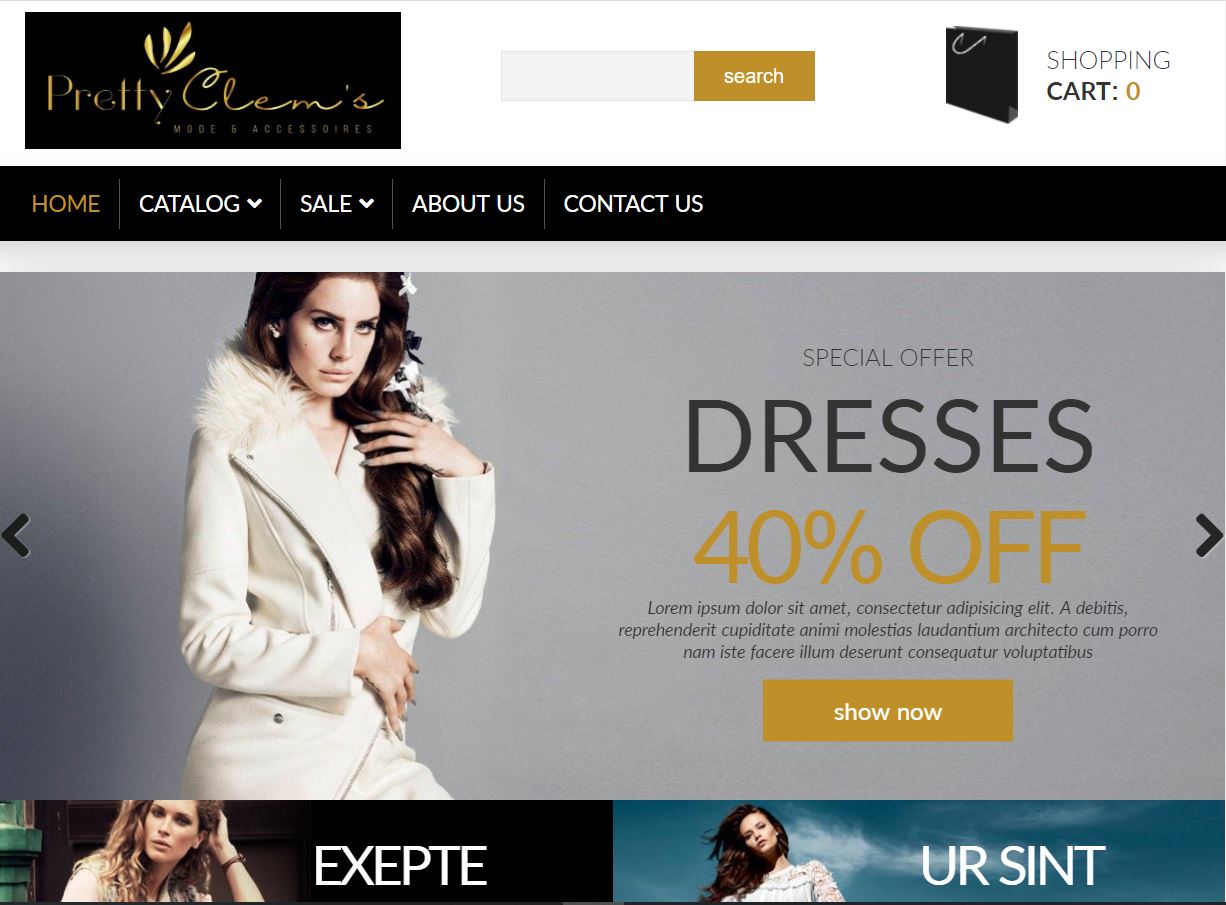 Pretty Clem's
MODE & ACCESSOIRES
search
SHOPPING
CART: 0
HOME
CATALOG
SALE
ABOUT US
CONTACT US
SPECIAL OFFER
DRESSES
40% OFF
Lorem ipsum dolor sit amet, consectetur adipisicing elit. A debitis,
reprehenderit cupiditate animi molestias laudantium architecto cum porro
nam iste facere illum deserunt consequatur voluptatibus
show now
EXEPTE
UR SINT